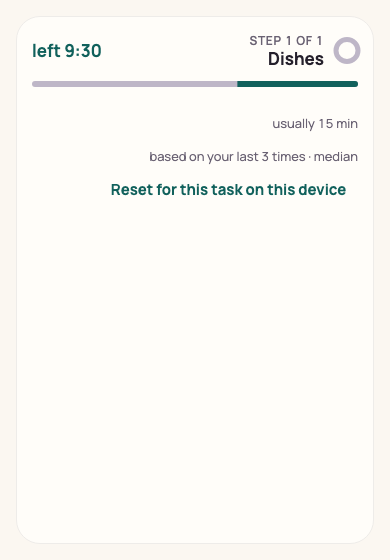 left 9:30
STEP 1 OF 1
Dishes
usually 15 min
based on your last 3 times · median
Reset for this task on this device